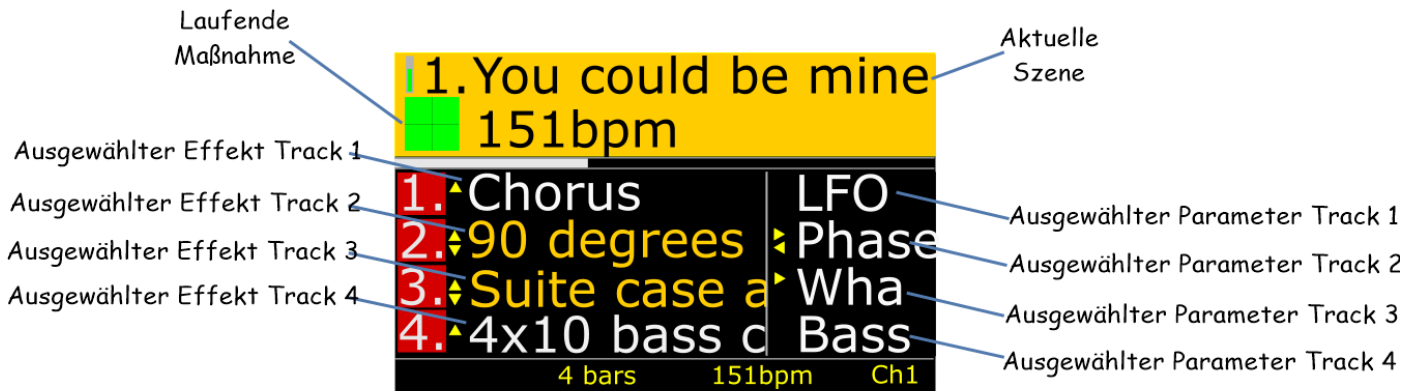 Laufende
Maßnahme
Aktuelle
Szene
1.You could be mine
151bpm
Ausgewählter Effekt Track 1
Ausgewählter Effekt Track 2
Ausgewählter Effekt Track 3
Ausgewählter Effekt Track 4
1. Chorus LFO
2. 90 degrees Phase
3. Suite case a Wha
4. 4x10 bass c Bass
4 bars 151bpm Ch1
Ausgewählter Parameter Track 1
Ausgewählter Parameter Track 2
Ausgewählter Parameter Track 3
Ausgewählter Parameter Track 4